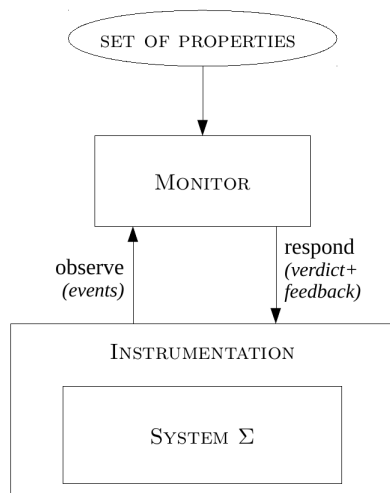 SET OF PROPERTIES
MONITOR
observe
(events)
respond
(verdict+
feedback)
INSTRUMENTATION
SYSTEM Σ